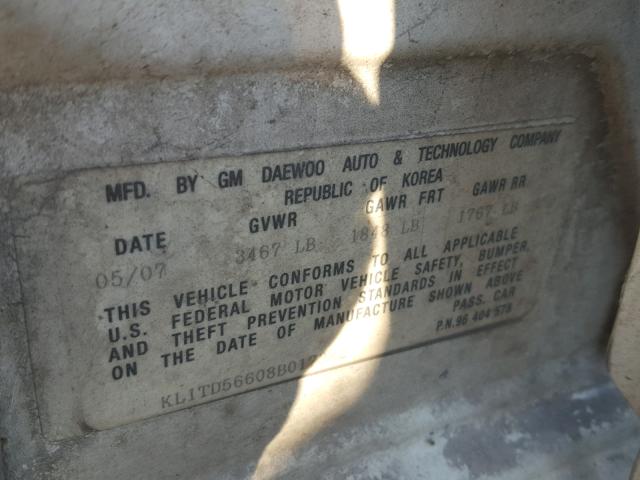 MFD. BY GM DAEWOO AUTO & TECHNOLOGY COMPANY
REPUBLIC OF KOREA
DATE GVWR GAWR FRT GAWR RR
05/07 3467 LB 1848 LB 1767 LB
THIS VEHICLE CONFORMS TO ALL APPLICABLE
U.S. FEDERAL MOTOR VEHICLE SAFETY, BUMPER,
AND THEFT PREVENTION STANDARDS IN EFFECT
ON THE DATE OF MANUFACTURE SHOWN ABOVE
PASS. CAR
KL1TD56608B01 P.N.96 404 578